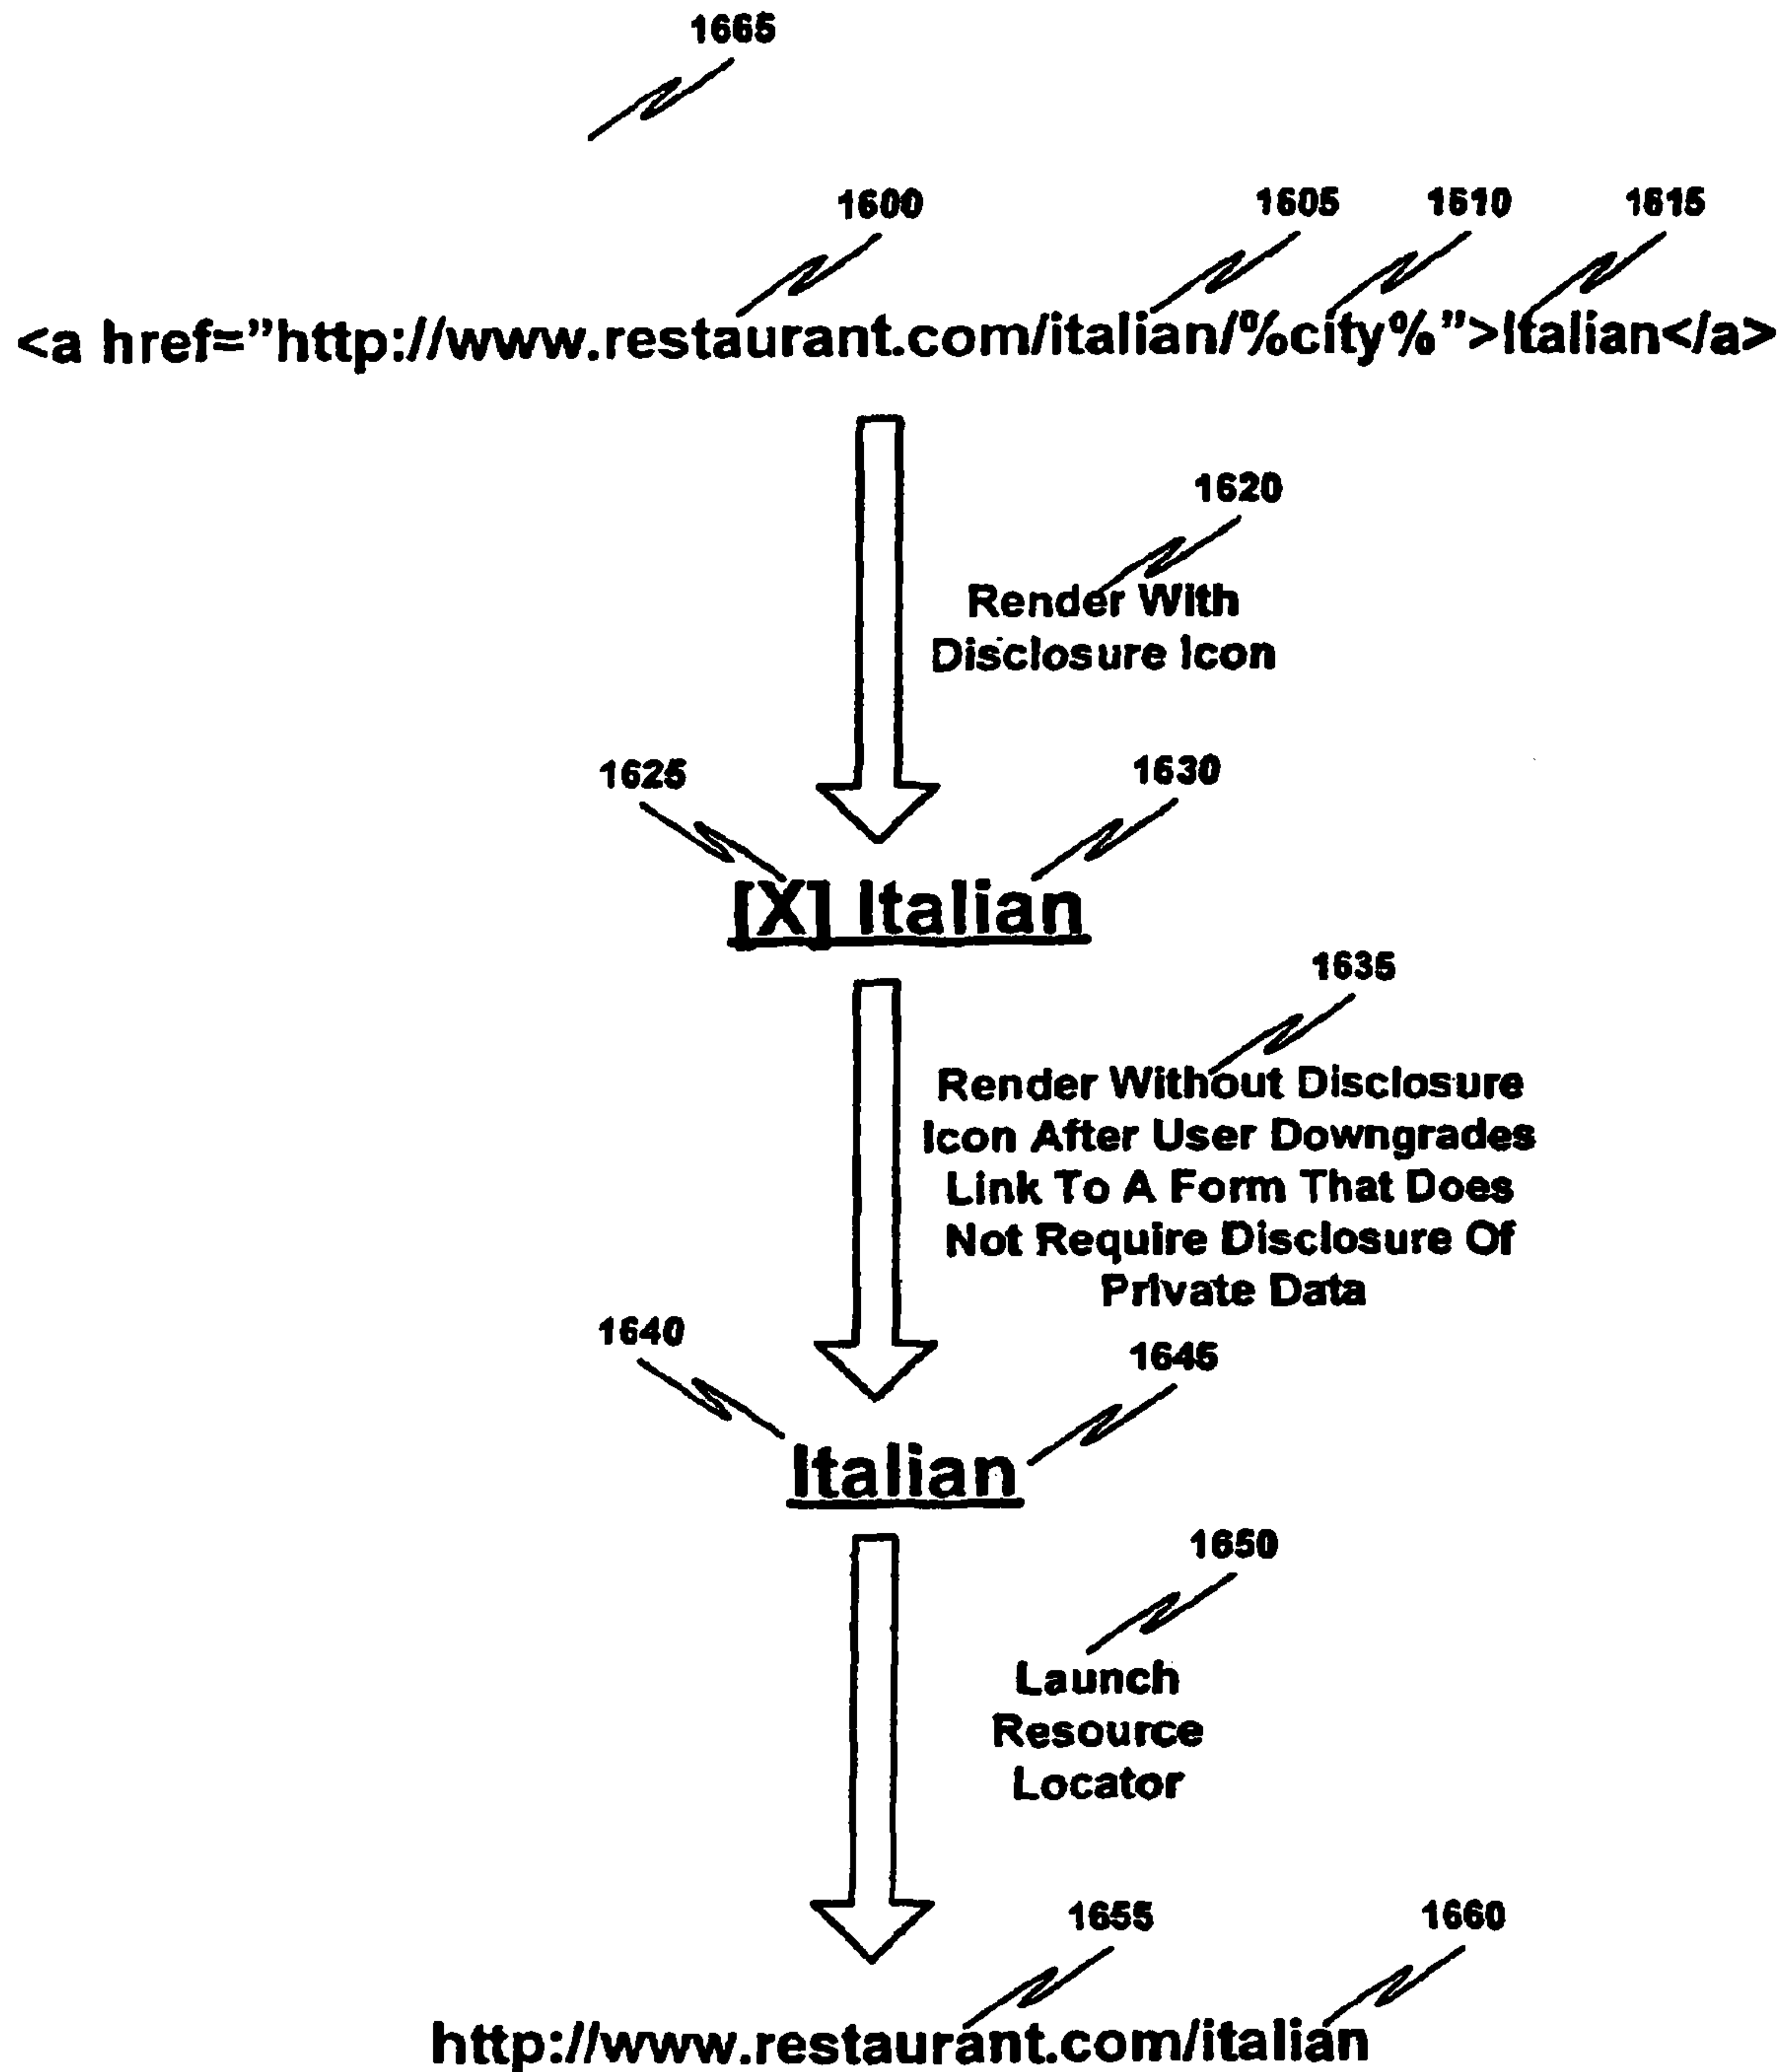 1665
1600 1605 1610 1615
<a href=”http://www.restaurant.com/italian/%city%”>Italian</a>
1620
Render With
Disclosure Icon
1625 1630
[X] Italian
1635
Render Without Disclosure
Icon After User Downgrades
Link To A Form That Does
Not Require Disclosure Of
Private Data
1640 1645
Italian
1650
Launch
Resource
Locator
1655 1660
http://www.restaurant.com/italian